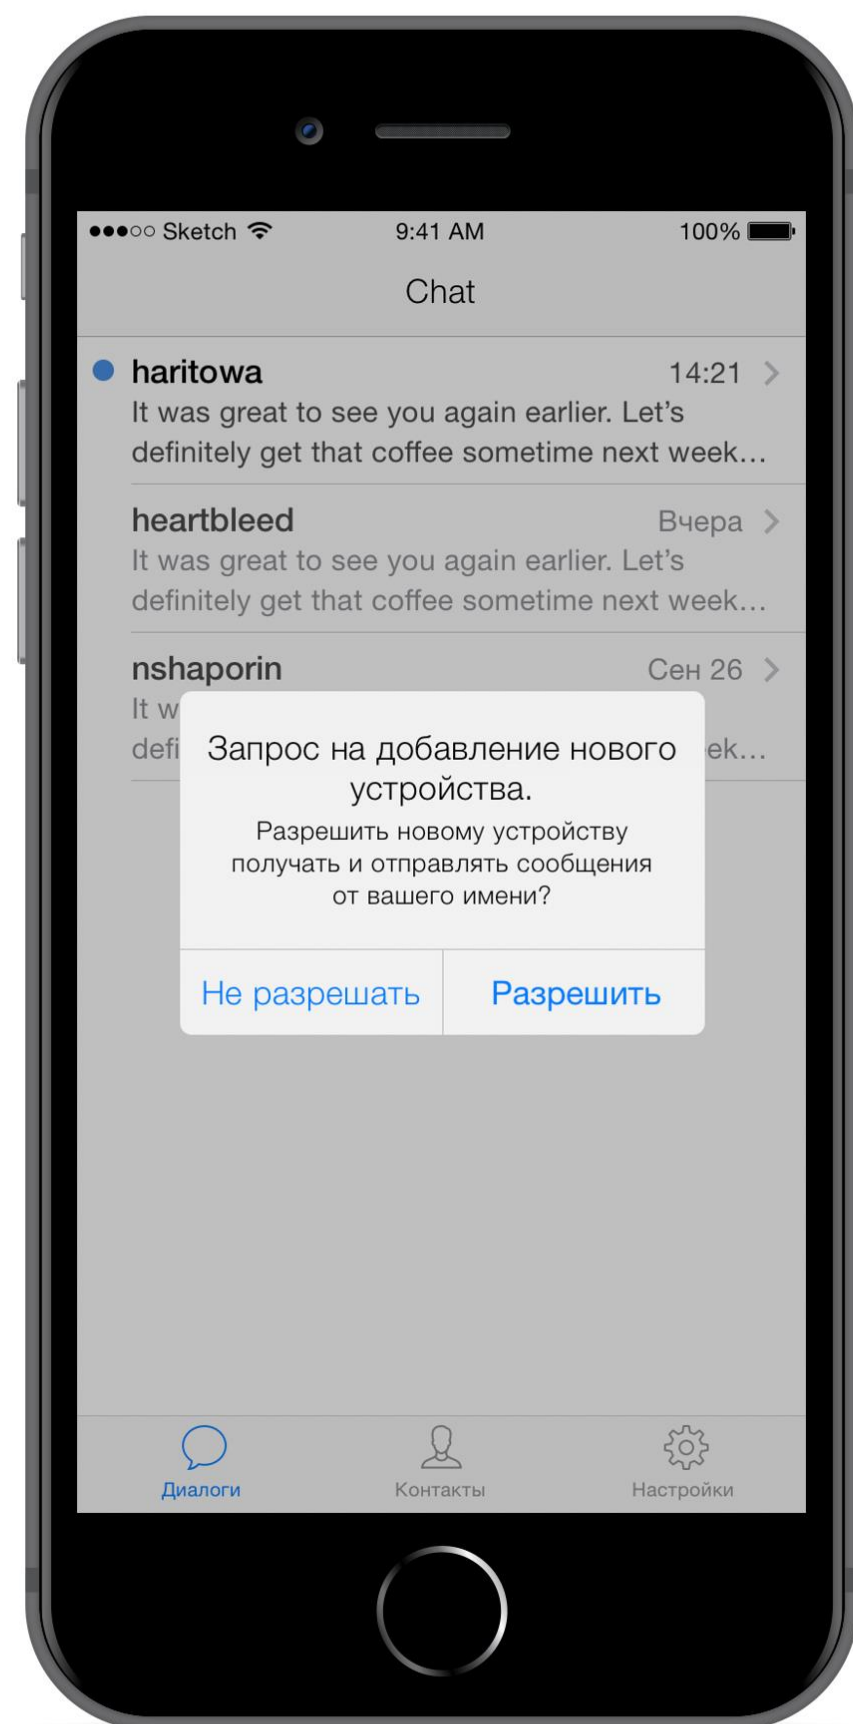 Sketch 9:41 AM 100%
Chat
haritowa 14:21
It was great to see you again earlier. Let’s
definitely get that coffee sometime next week…
heartbleed Вчера
It was great to see you again earlier. Let’s
definitely get that coffee sometime next week…
nshaporin Сен 26
It w
defi ek…
Запрос на добавление нового
устройства.
Разрешить новому устройству
получать и отправлять сообщения
от вашего имени?
Не разрешать Разрешить
Диалоги Контакты Настройки